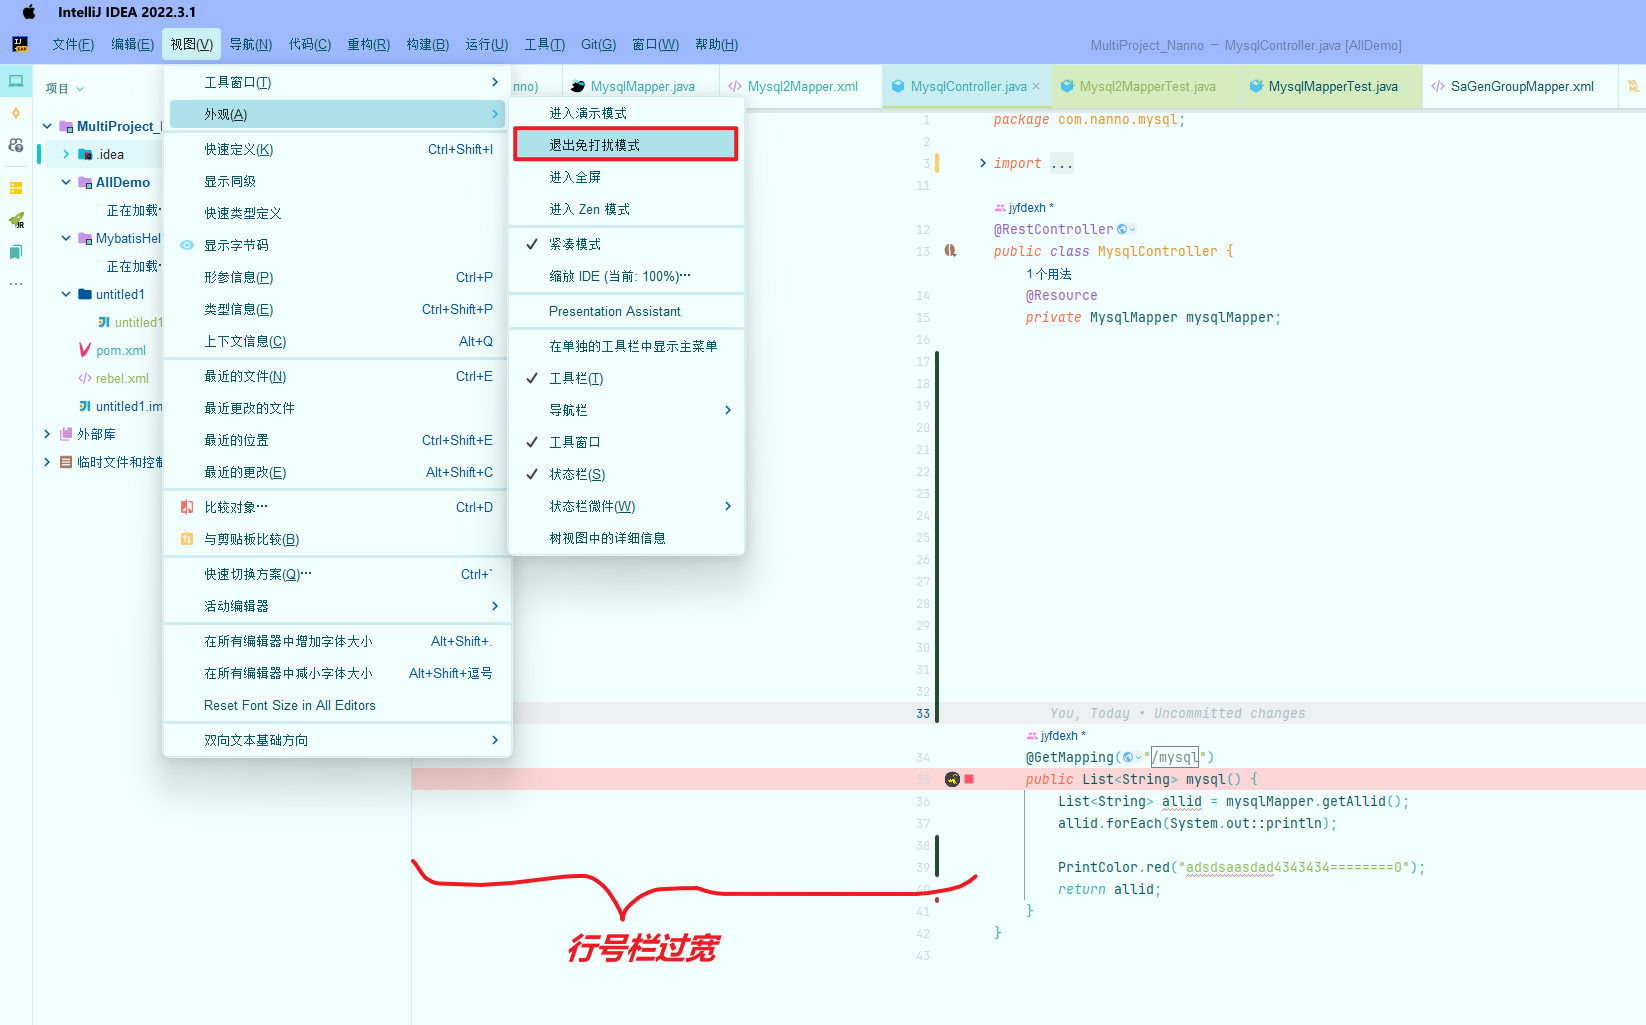 IntelliJ IDEA 2022.3.1
文件(F) 编辑(E) 视图(V) 导航(N) 代码(C) 重构(R) 构建(B) 运行(U) 工具(T) Git(G) 窗口(W) 帮助(H)
MultiProject_Nanno – MysqlController.java [AllDemo]
项目
nno)
MysqlMapper.java
Mysql2Mapper.xml
MysqlController.java
Mysql2MapperTest.java
MysqlMapperTest.java
SaGenGroupMapper.xml
MultiProject_
.idea
AllDemo
正在加载…
MybatisHel
正在加载…
untitled1
untitled1
pom.xml
rebel.xml
untitled1.im
外部库
临时文件和控制
工具窗口(T)
外观(A)
快速定义(K) Ctrl+Shift+I
显示同级
快速类型定义
显示字节码
形参信息(P) Ctrl+P
类型信息(E) Ctrl+Shift+P
上下文信息(C) Alt+Q
最近的文件(N) Ctrl+E
最近更改的文件
最近的位置 Ctrl+Shift+E
最近的更改(E) Alt+Shift+C
比较对象… Ctrl+D
与剪贴板比较(B)
快速切换方案(Q)… Ctrl+`
活动编辑器
在所有编辑器中增加字体大小 Alt+Shift+.
在所有编辑器中减小字体大小 Alt+Shift+逗号
Reset Font Size in All Editors
双向文本基础方向
进入演示模式
退出免打扰模式
进入全屏
进入 Zen 模式
紧凑模式
缩放 IDE (当前: 100%)…
Presentation Assistant
在单独的工具栏中显示主菜单
工具栏(T)
导航栏
工具窗口
状态栏(S)
状态栏微件(W)
树视图中的详细信息
1 package com.nanno.mysql;
2
3 import ...
11
jyfdexh *
12 @RestController
13 public class MysqlController {
1 个用法
14 @Resource
15 private MysqlMapper mysqlMapper;
16
17
18
19
20
21
22
23
24
25
26
27
28
29
30
31
32
33 You, Today • Uncommitted changes
jyfdexh *
34 @GetMapping("/mysql")
35 public List<String> mysql() {
36 List<String> allid = mysqlMapper.getAllid();
37 allid.forEach(System.out::println);
38
39 PrintColor.red("adsdsaasdad4343434========0");
40 return allid;
41 }
42 }
43
行号栏过宽